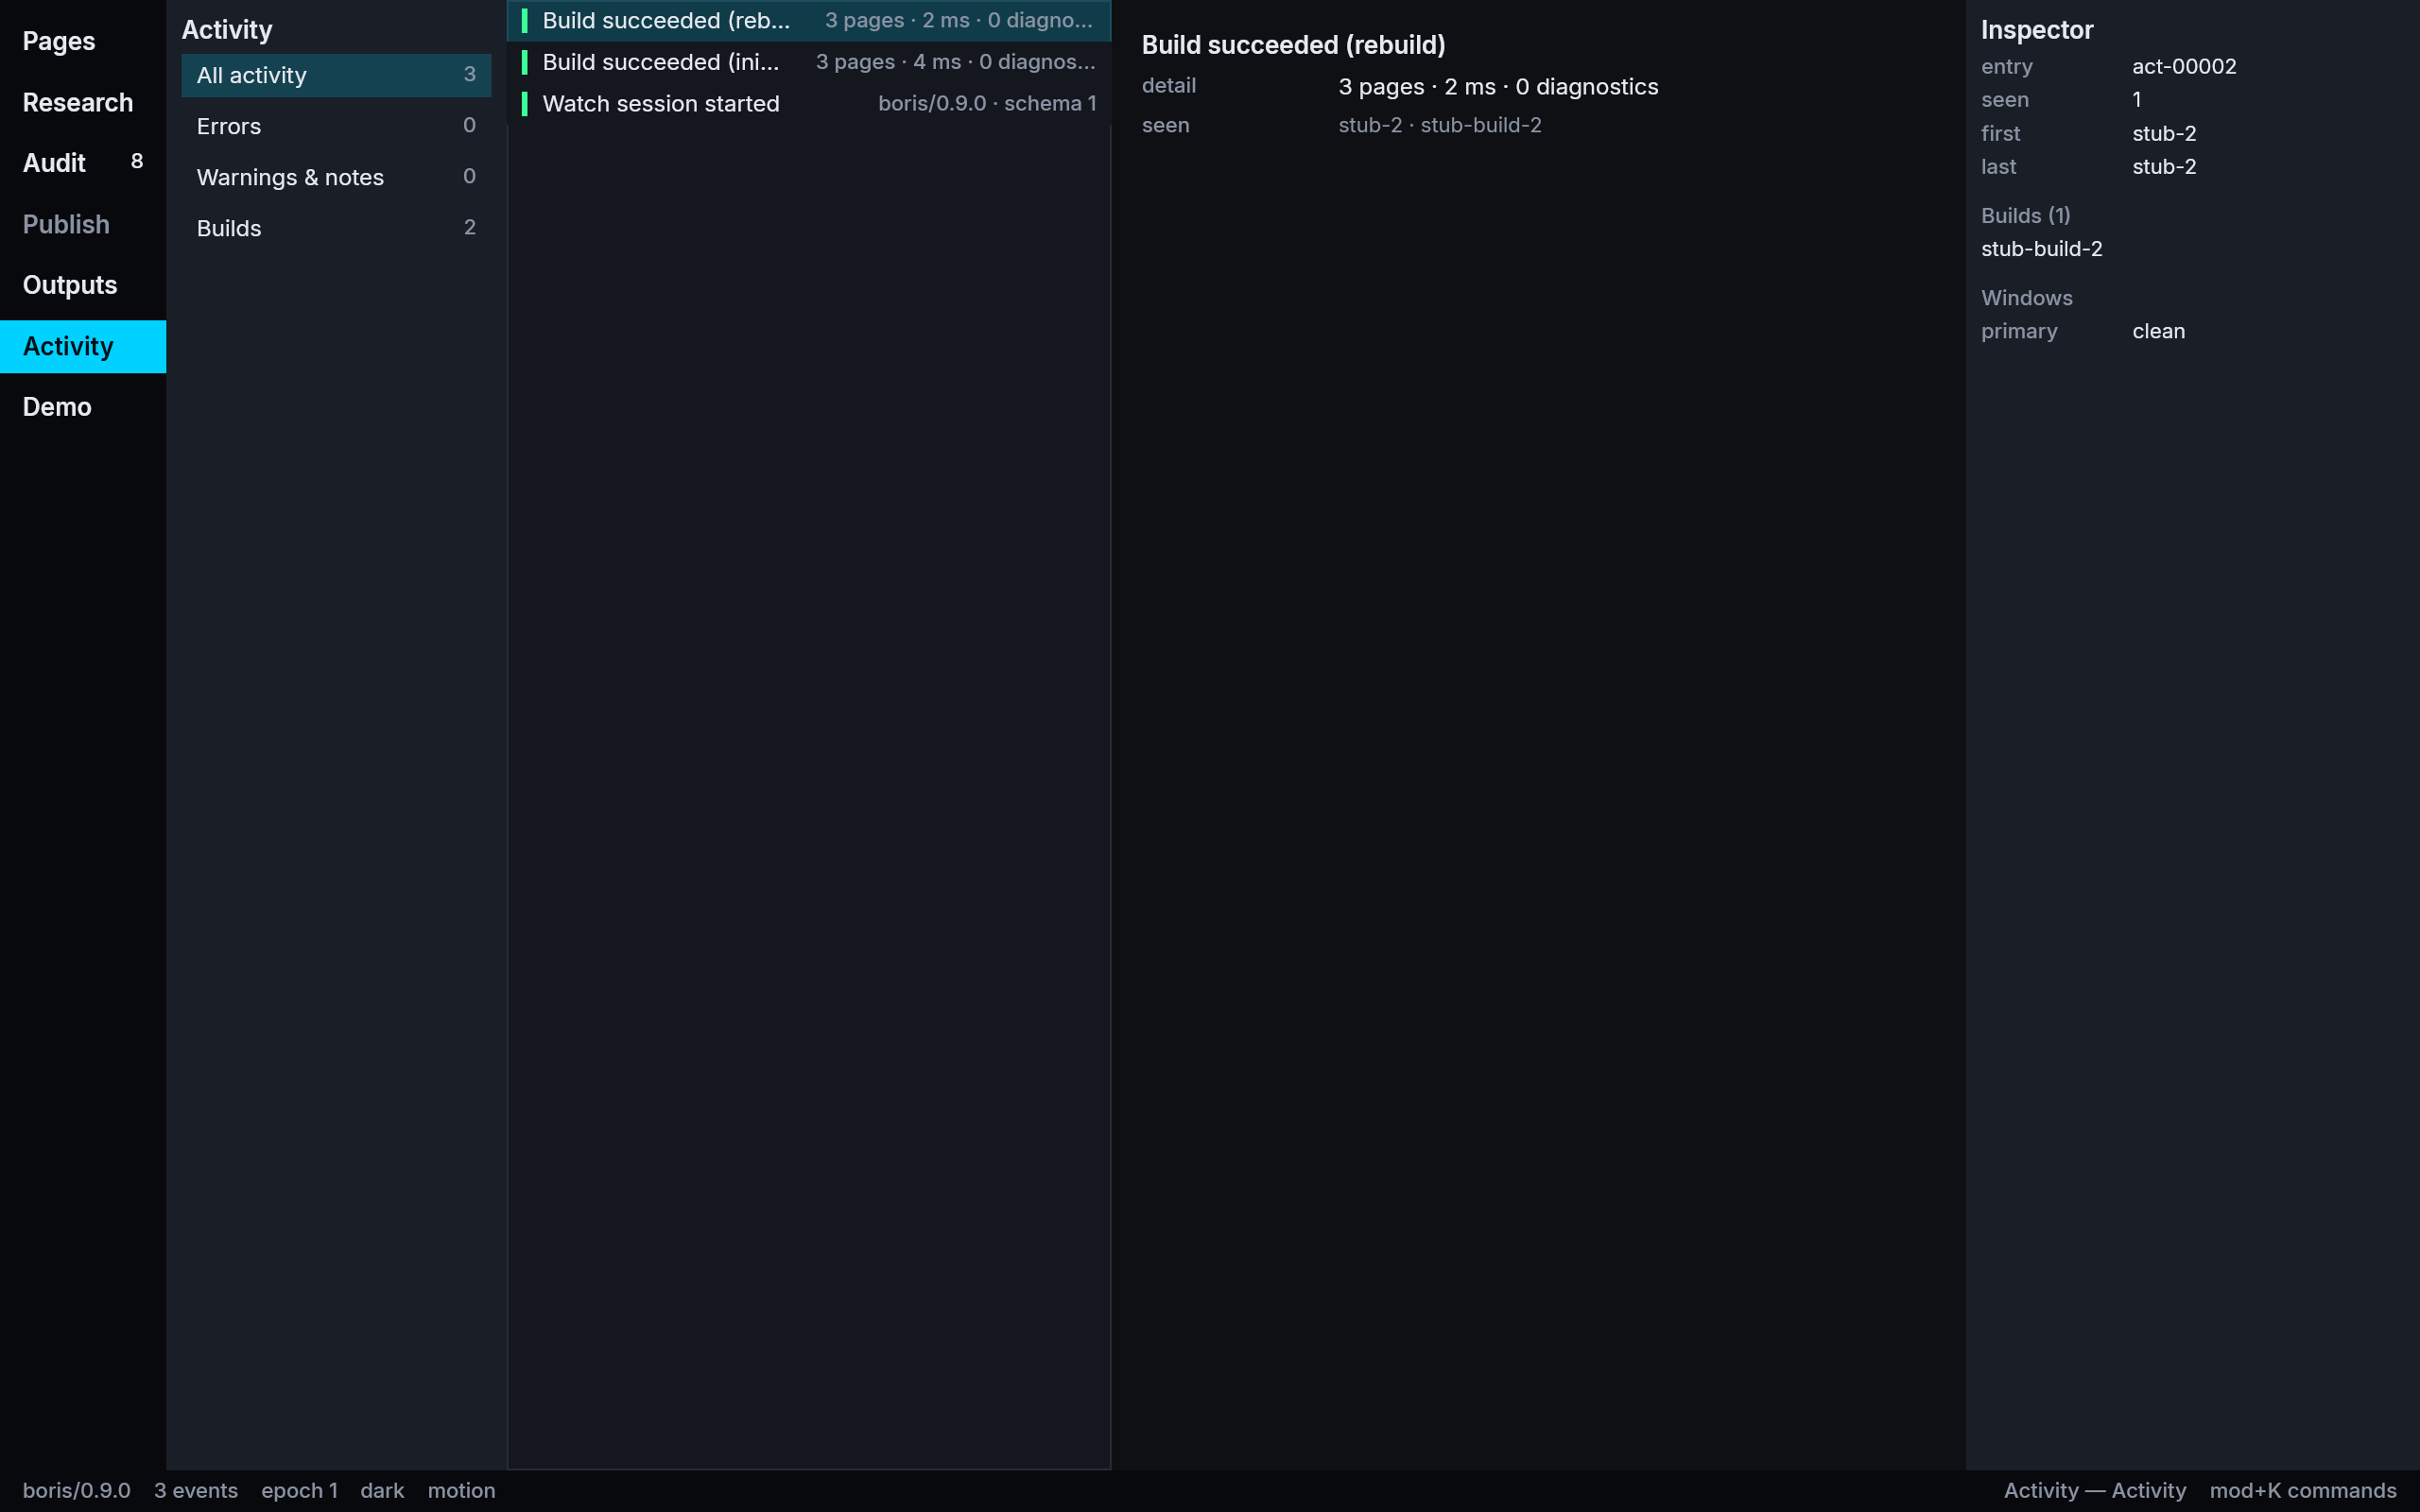 Pages
Research
Audit 8
Publish
Outputs
Activity
Demo
Activity
All activity 3
Errors 0
Warnings & notes 0
Builds 2
Build succeeded (reb... 3 pages · 2 ms · 0 diagno...
Build succeeded (ini... 3 pages · 4 ms · 0 diagnos...
Watch session started boris/0.9.0 · schema 1
Build succeeded (rebuild)
detail 3 pages · 2 ms · 0 diagnostics
seen stub-2 · stub-build-2
Inspector
entry act-00002
seen 1
first stub-2
last stub-2
Builds (1)
stub-build-2
Windows
primary clean
boris/0.9.0 3 events epoch 1 dark motion Activity — Activity mod+K commands